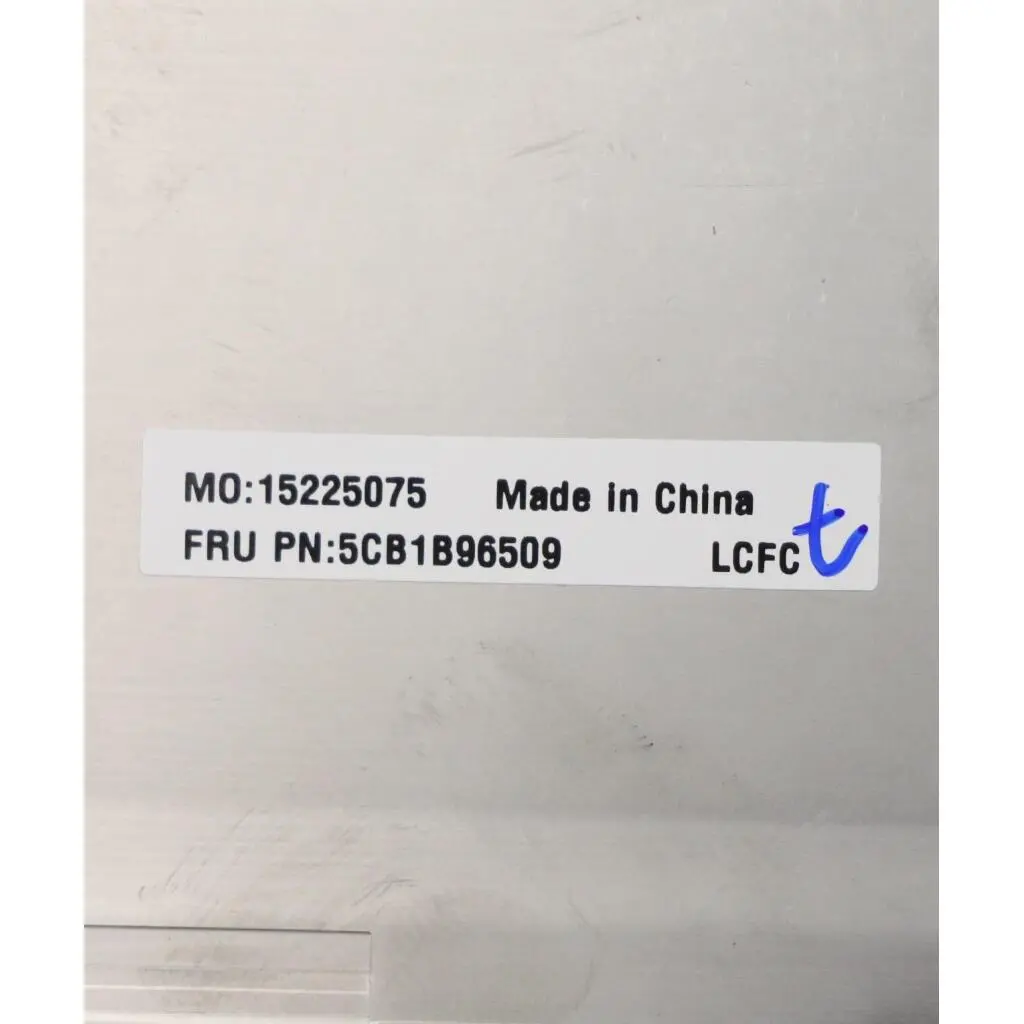 MO:15225075 Made in China
FRU PN:5CB1B96509 LCFC t